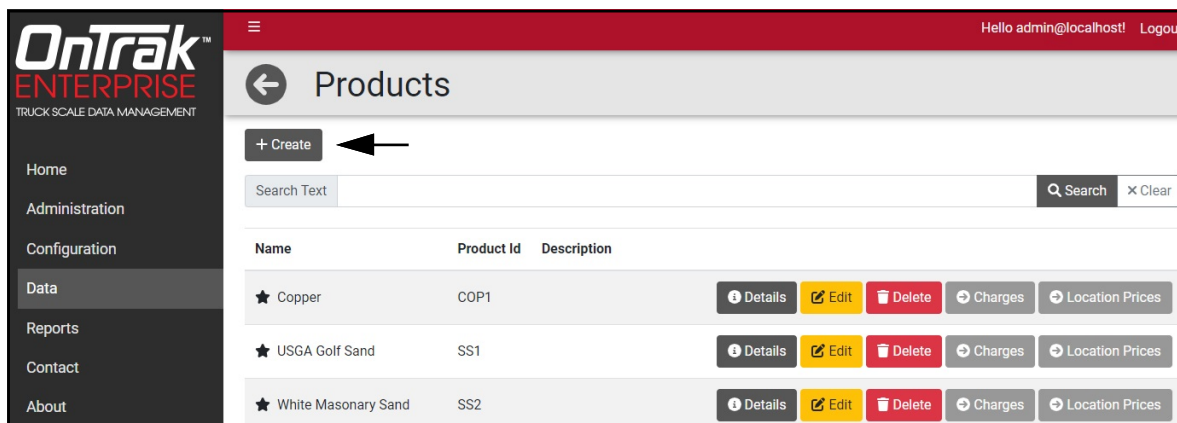 OnTrak™
ENTERPRISE
TRUCK SCALE DATA MANAGEMENT
Home
Administration
Configuration
Data
Reports
Contact
About
Hello admin@localhost! Logou
Products
+ Create
Search Text Search × Clear
Name Product Id Description
Copper COP1 Details Edit Delete Charges Location Prices
USGA Golf Sand SS1 Details Edit Delete Charges Location Prices
White Masonary Sand SS2 Details Edit Delete Charges Location Prices